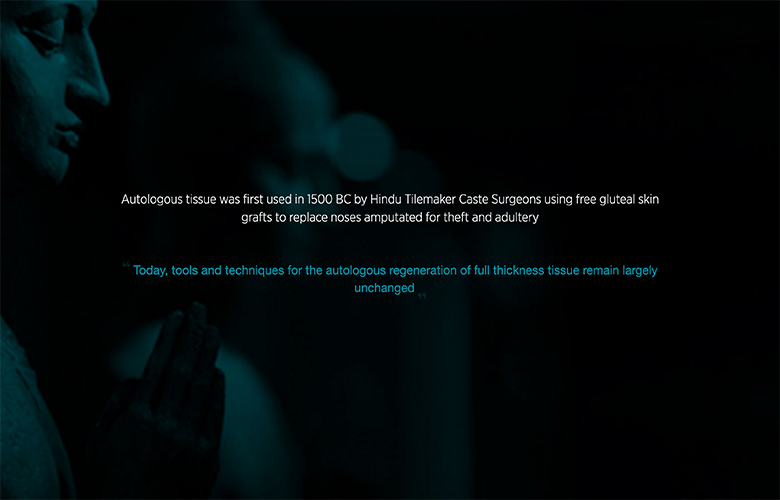 Autologous tissue was first used in 1500 BC by Hindu Tilemaker Caste Surgeons using free gluteal skin
grafts to replace noses amputated for theft and adultery
“ Today, tools and techniques for the autologous regeneration of full thickness tissue remain largely
unchanged ”